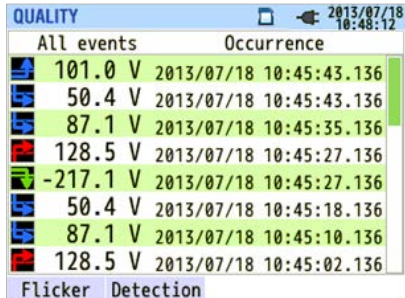 QUALITY 2013/07/18
10:48:12
All events Occurrence
101.0 V 2013/07/18 10:45:43.136
50.4 V 2013/07/18 10:45:43.136
87.1 V 2013/07/18 10:45:35.136
128.5 V 2013/07/18 10:45:27.136
-217.1 V 2013/07/18 10:45:27.136
50.4 V 2013/07/18 10:45:18.136
87.1 V 2013/07/18 10:45:10.136
128.5 V 2013/07/18 10:45:02.136
Flicker Detection